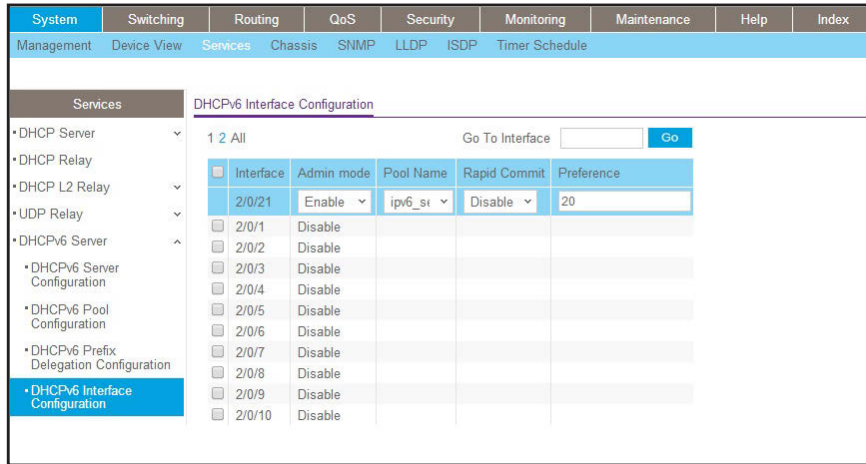 System Switching Routing QoS Security Monitoring Maintenance Help Index
Management Device View Services Chassis SNMP LLDP ISDP Timer Schedule
Services
DHCP Server
DHCP Relay
DHCP L2 Relay
UDP Relay
DHCPv6 Server
DHCPv6 Server
Configuration
DHCPv6 Pool
Configuration
DHCPv6 Prefix
Delegation Configuration
DHCPv6 Interface
Configuration
DHCPv6 Interface Configuration
1 2 All Go To Interface Go
Interface Admin mode Pool Name Rapid Commit Preference
2/0/21 Enable ipv6_se Disable 20
2/0/1 Disable
2/0/2 Disable
2/0/3 Disable
2/0/4 Disable
2/0/5 Disable
2/0/6 Disable
2/0/7 Disable
2/0/8 Disable
2/0/9 Disable
2/0/10 Disable